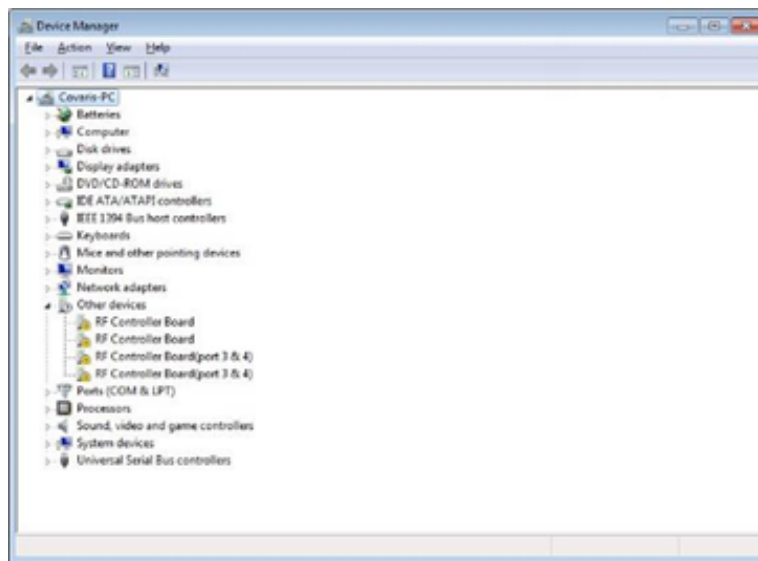 Device Manager
File Action View Help
Covaris-PC
Batteries
Computer
Disk drives
Display adapters
DVD/CD-ROM drives
IDE ATA/ATAPI controllers
IEEE 1394 Bus host controllers
Keyboards
Mice and other pointing devices
Monitors
Network adapters
Other devices
RF Controller Board
RF Controller Board
RF Controller Board(port 3 & 4)
RF Controller Board(port 3 & 4)
Ports (COM & LPT)
Processors
Sound, video and game controllers
System devices
Universal Serial Bus controllers